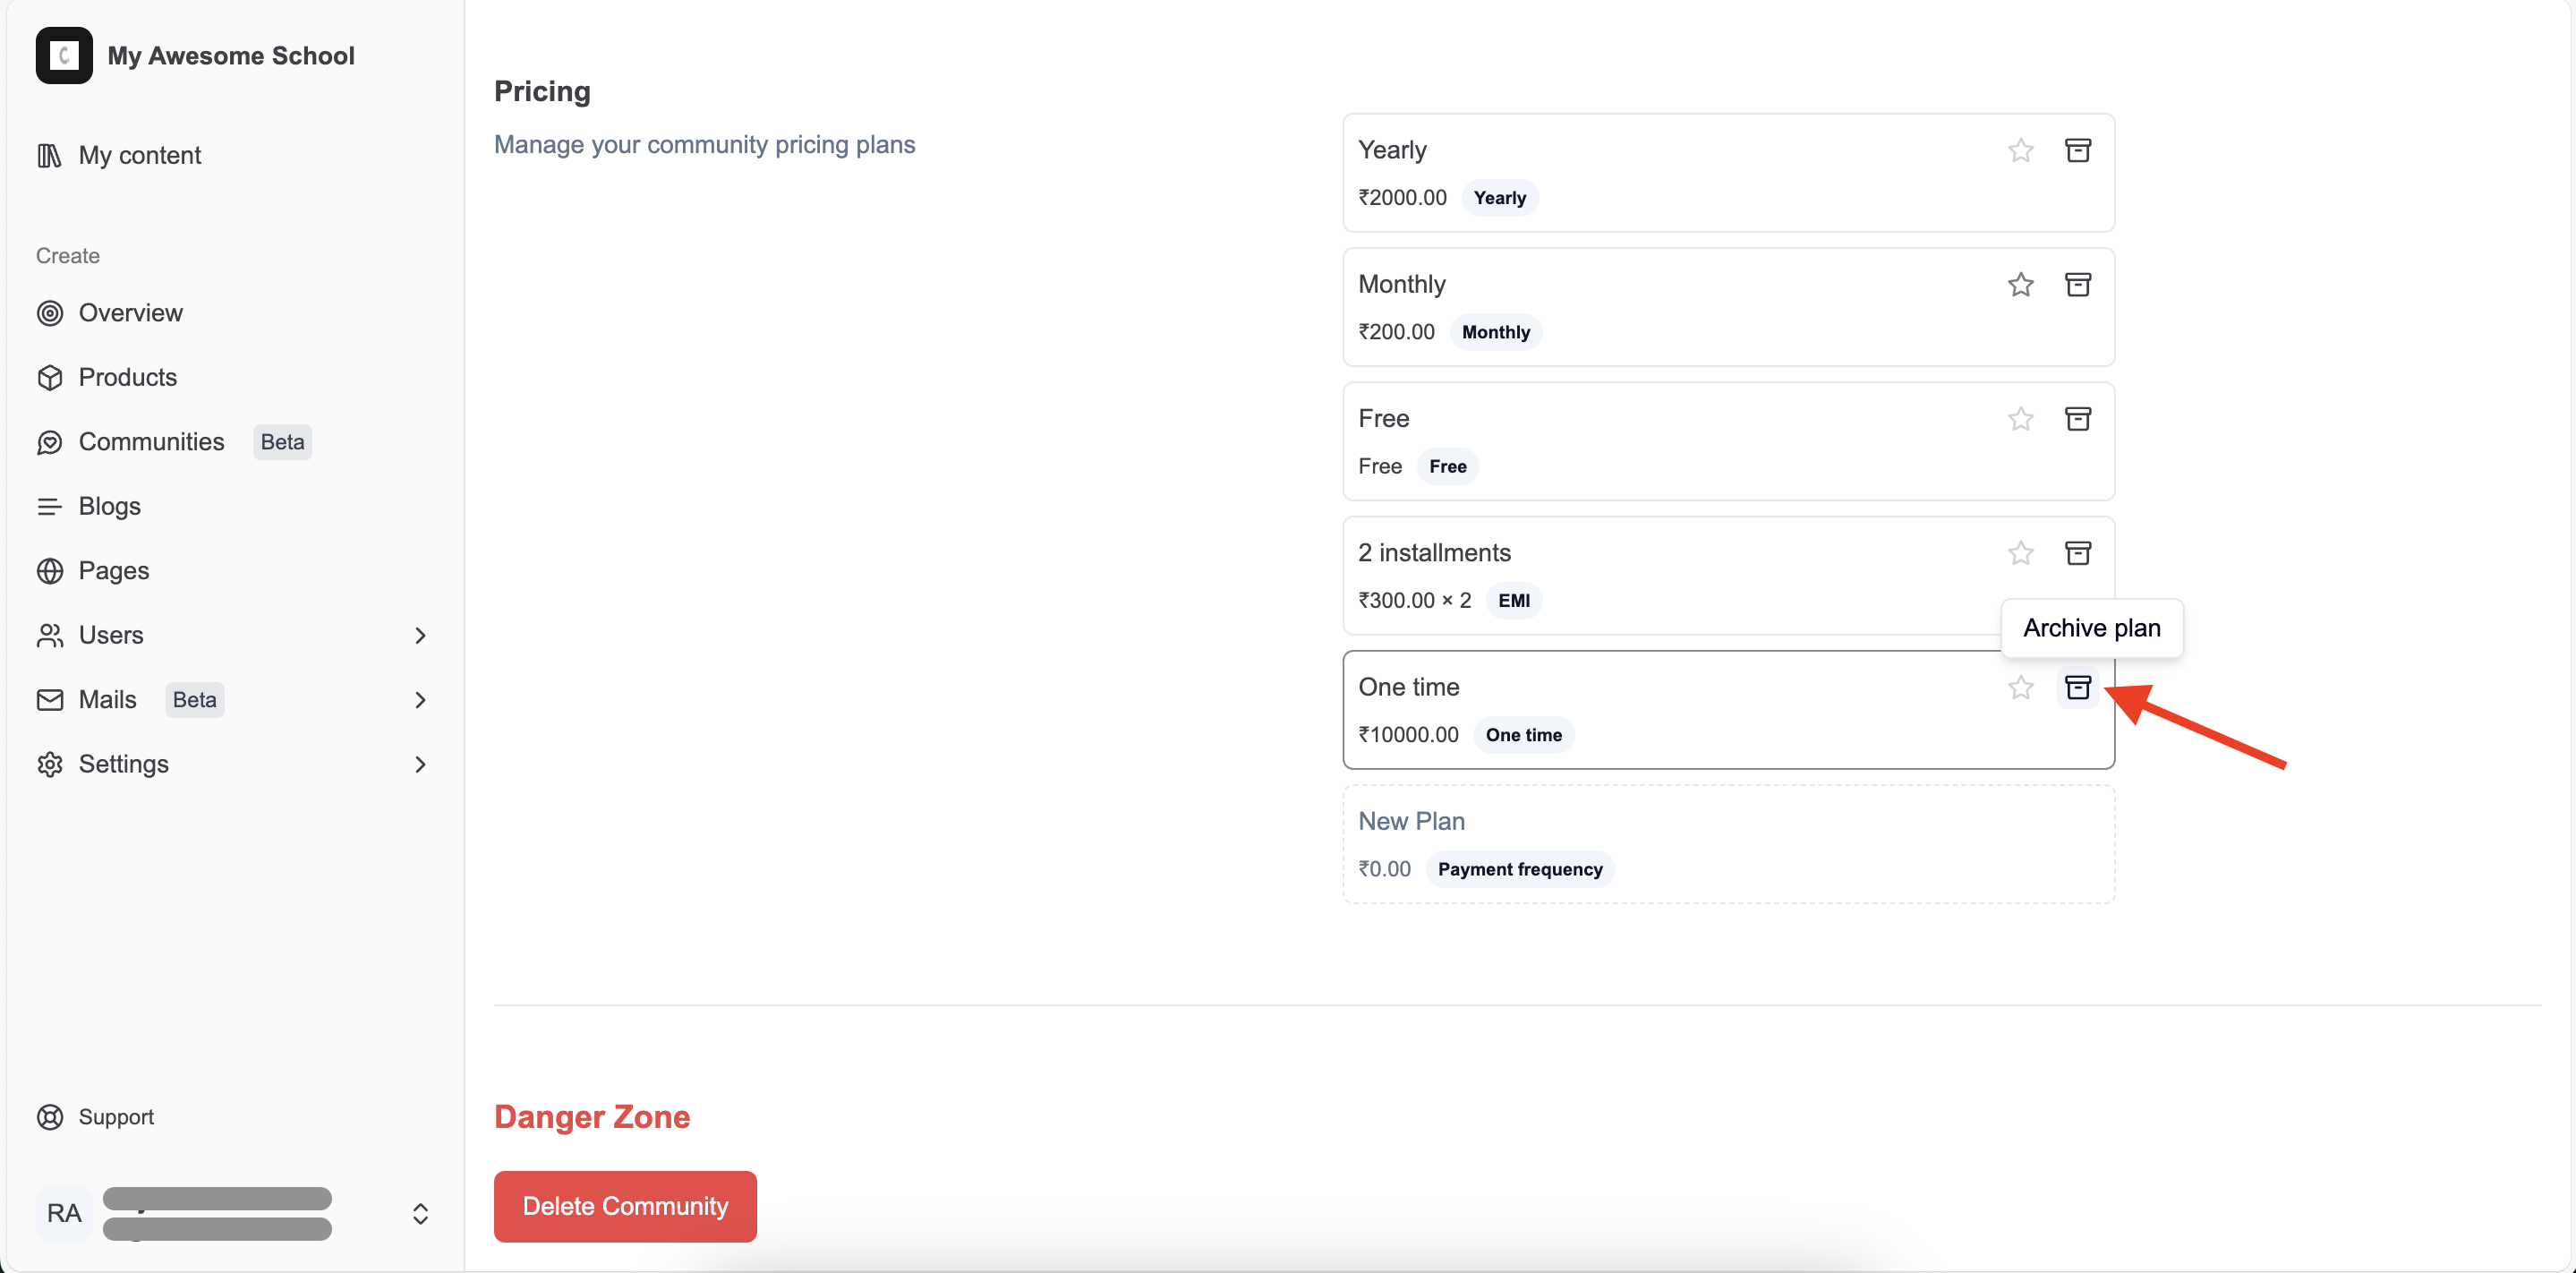 My Awesome School
My content
Create
Overview
Products
Communities Beta
Blogs
Pages
Users
Mails Beta
Settings
Support
RA
Pricing
Manage your community pricing plans
Yearly
₹2000.00 Yearly
Monthly
₹200.00 Monthly
Free
Free Free
2 installments
₹300.00 × 2 EMI
Archive plan
One time
₹10000.00 One time
New Plan
₹0.00 Payment frequency
Danger Zone
Delete Community